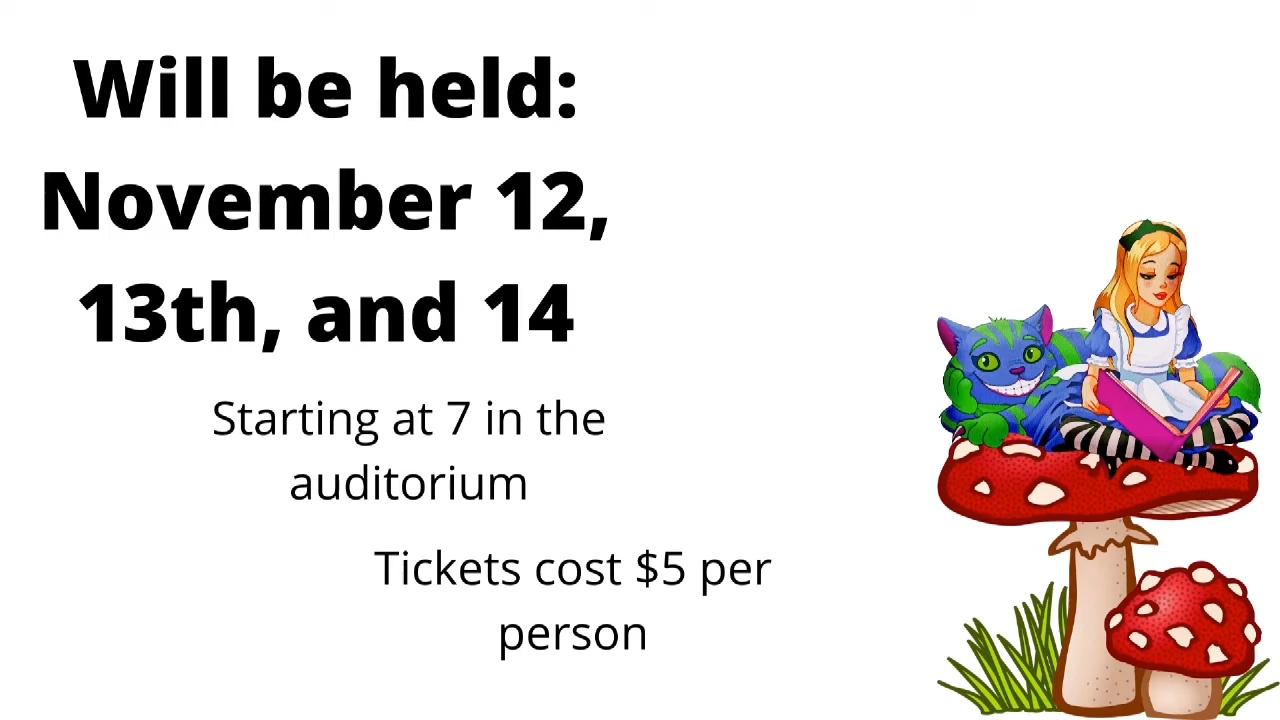 Will be held:
November 12,
13th, and 14
Starting at 7 in the
auditorium
Tickets cost $5 per
person